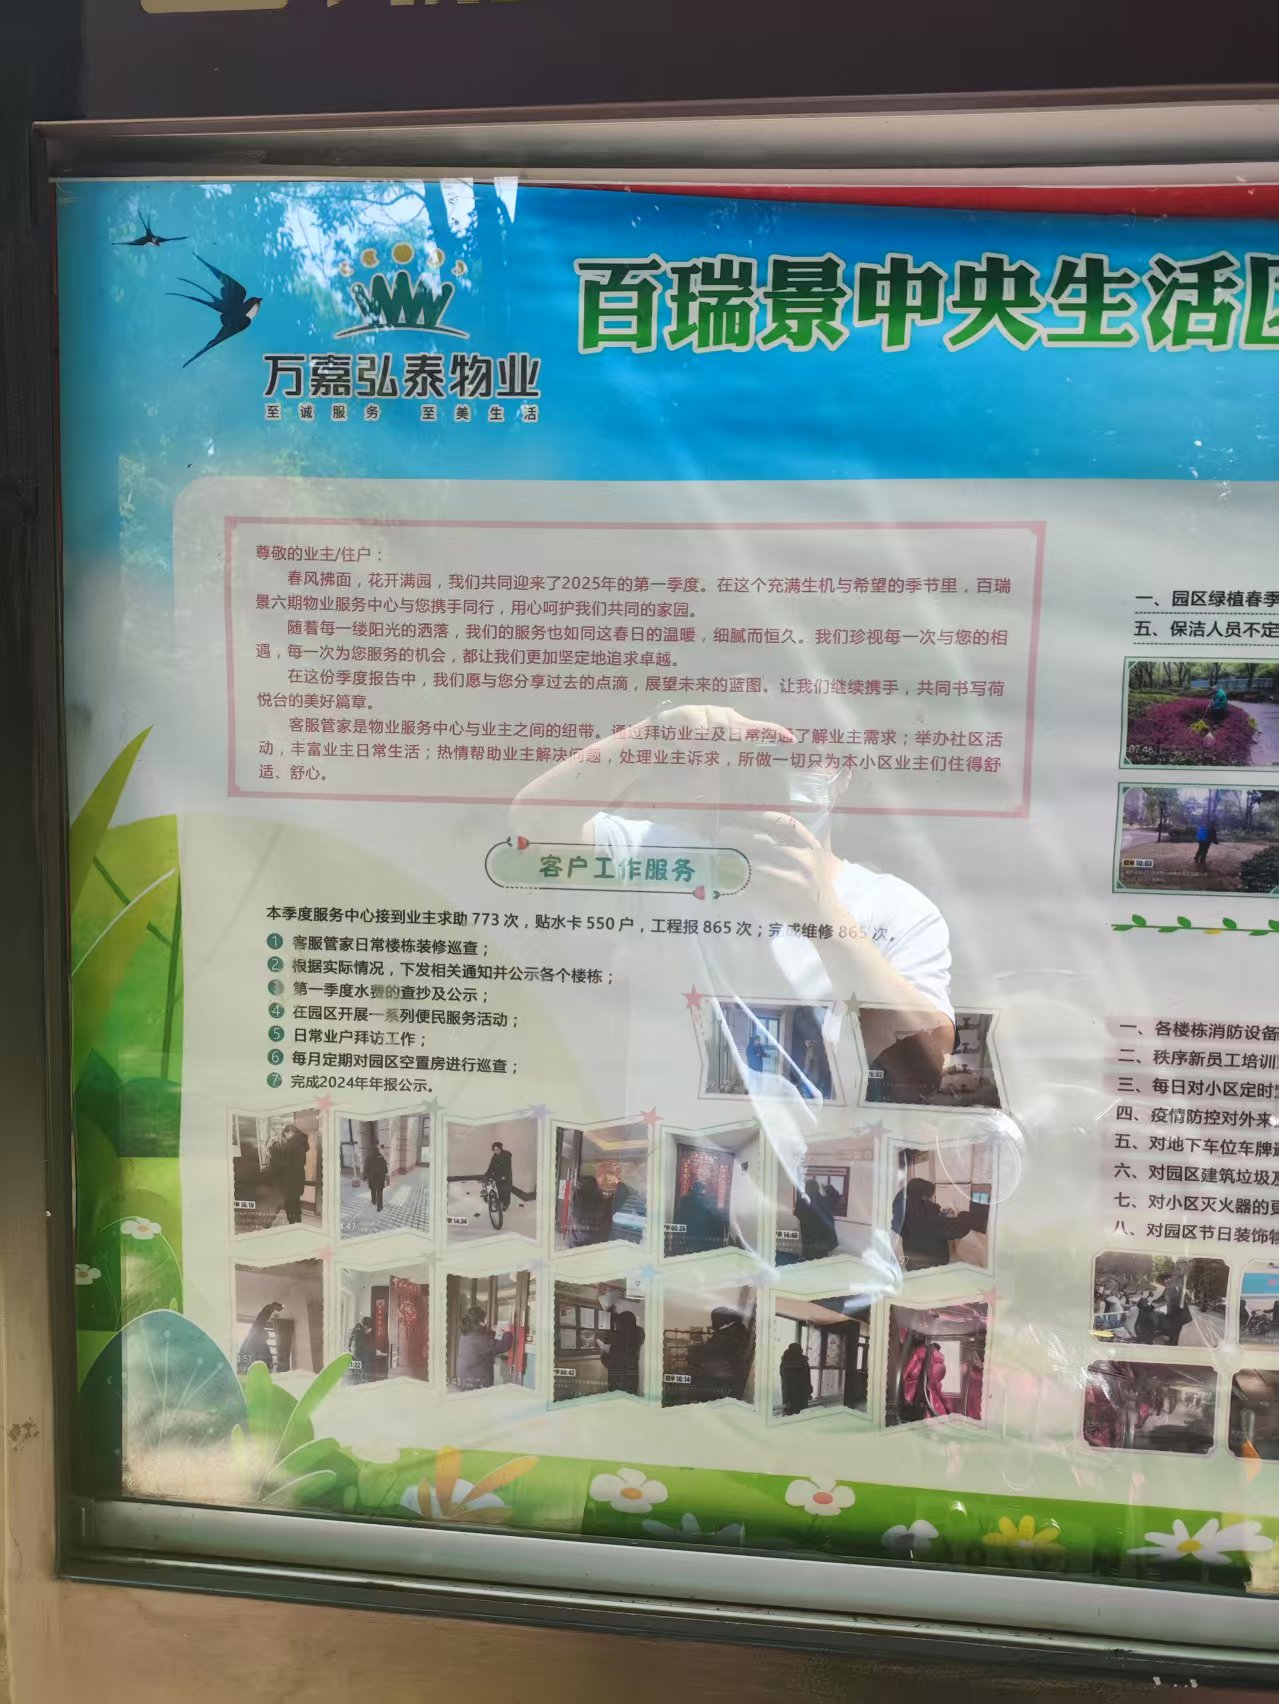 万嘉弘泰物业
至诚服务 至美生活
百瑞景中央生活区
尊敬的业主/住户：
春风拂面，花开满园，我们共同迎来了2025年的第一季度。在这个充满生机与希望的季节里，百瑞
景六期物业服务中心与您携手同行，用心呵护我们共同的家园。
随着每一缕阳光的洒落，我们的服务也如同这春日的温暖，细腻而恒久。我们珍视每一次与您的相
遇，每一次为您服务的机会，都让我们更加坚定地追求卓越。
在这份季度报告中，我们愿与您分享过去的点滴，展望未来的蓝图。让我们继续携手，共同书写荷
悦台的美好篇章。
客服管家是物业服务中心与业主之间的纽带。通过拜访业主及日常沟通了解业主需求；举办社区活
动，丰富业主日常生活；热情帮助业主解决问题，处理业主诉求，所做一切只为本小区业主们住得舒
适、舒心。
客户工作服务
本季度服务中心接到业主求助 773 次，贴水卡 550 户，工程报 865 次；完成维修 865 次。
1 客服管家日常楼栋装修巡查；
2 根据实际情况，下发相关通知并公示各个楼栋；
3 第一季度水费的查抄及公示；
4 在园区开展一系列便民服务活动；
5 日常业户拜访工作；
6 每月定期对园区空置房进行巡查；
7 完成2024年年报公示。
一、园区绿植春季
五、保洁人员不定
一、各楼栋消防设备
二、秩序新员工培训
三、每日对小区定时
四、疫情防控对外来
五、对地下车位车牌
六、对园区建筑垃圾及
七、对小区灭火器的
八、对园区节日装饰物